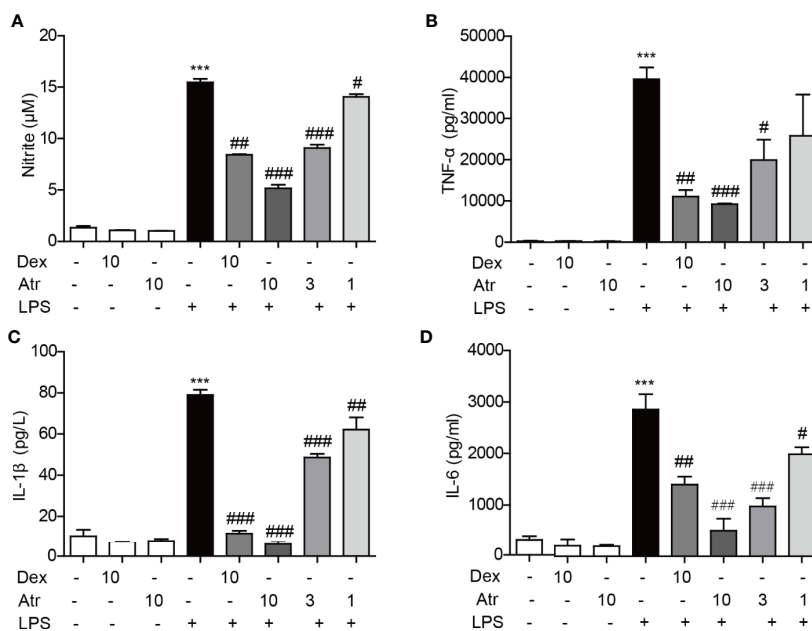 A
Nitrite (μM)
20
15
10
5
0
***
##
###
###
#
Dex - 10 - - 10 - - -
Atr - - 10 - - 10 3 1
LPS - - - + + + + +
B
TNF-α (pg/ml)
50000
40000
30000
20000
10000
0
***
##
###
#
Dex - 10 - - 10 - - -
Atr - - 10 - - 10 3 1
LPS - - - + + + + +
C
IL-1β (pg/L)
100
80
60
40
20
0
***
###
###
###
##
Dex - 10 - - 10 - - -
Atr - - 10 - - 10 3 1
LPS - - - + + + + +
D
IL-6 (pg/ml)
4000
3000
2000
1000
0
***
##
###
###
#
Dex - 10 - - 10 - - -
Atr - - 10 - - 10 3 1
LPS - - - + + + + +